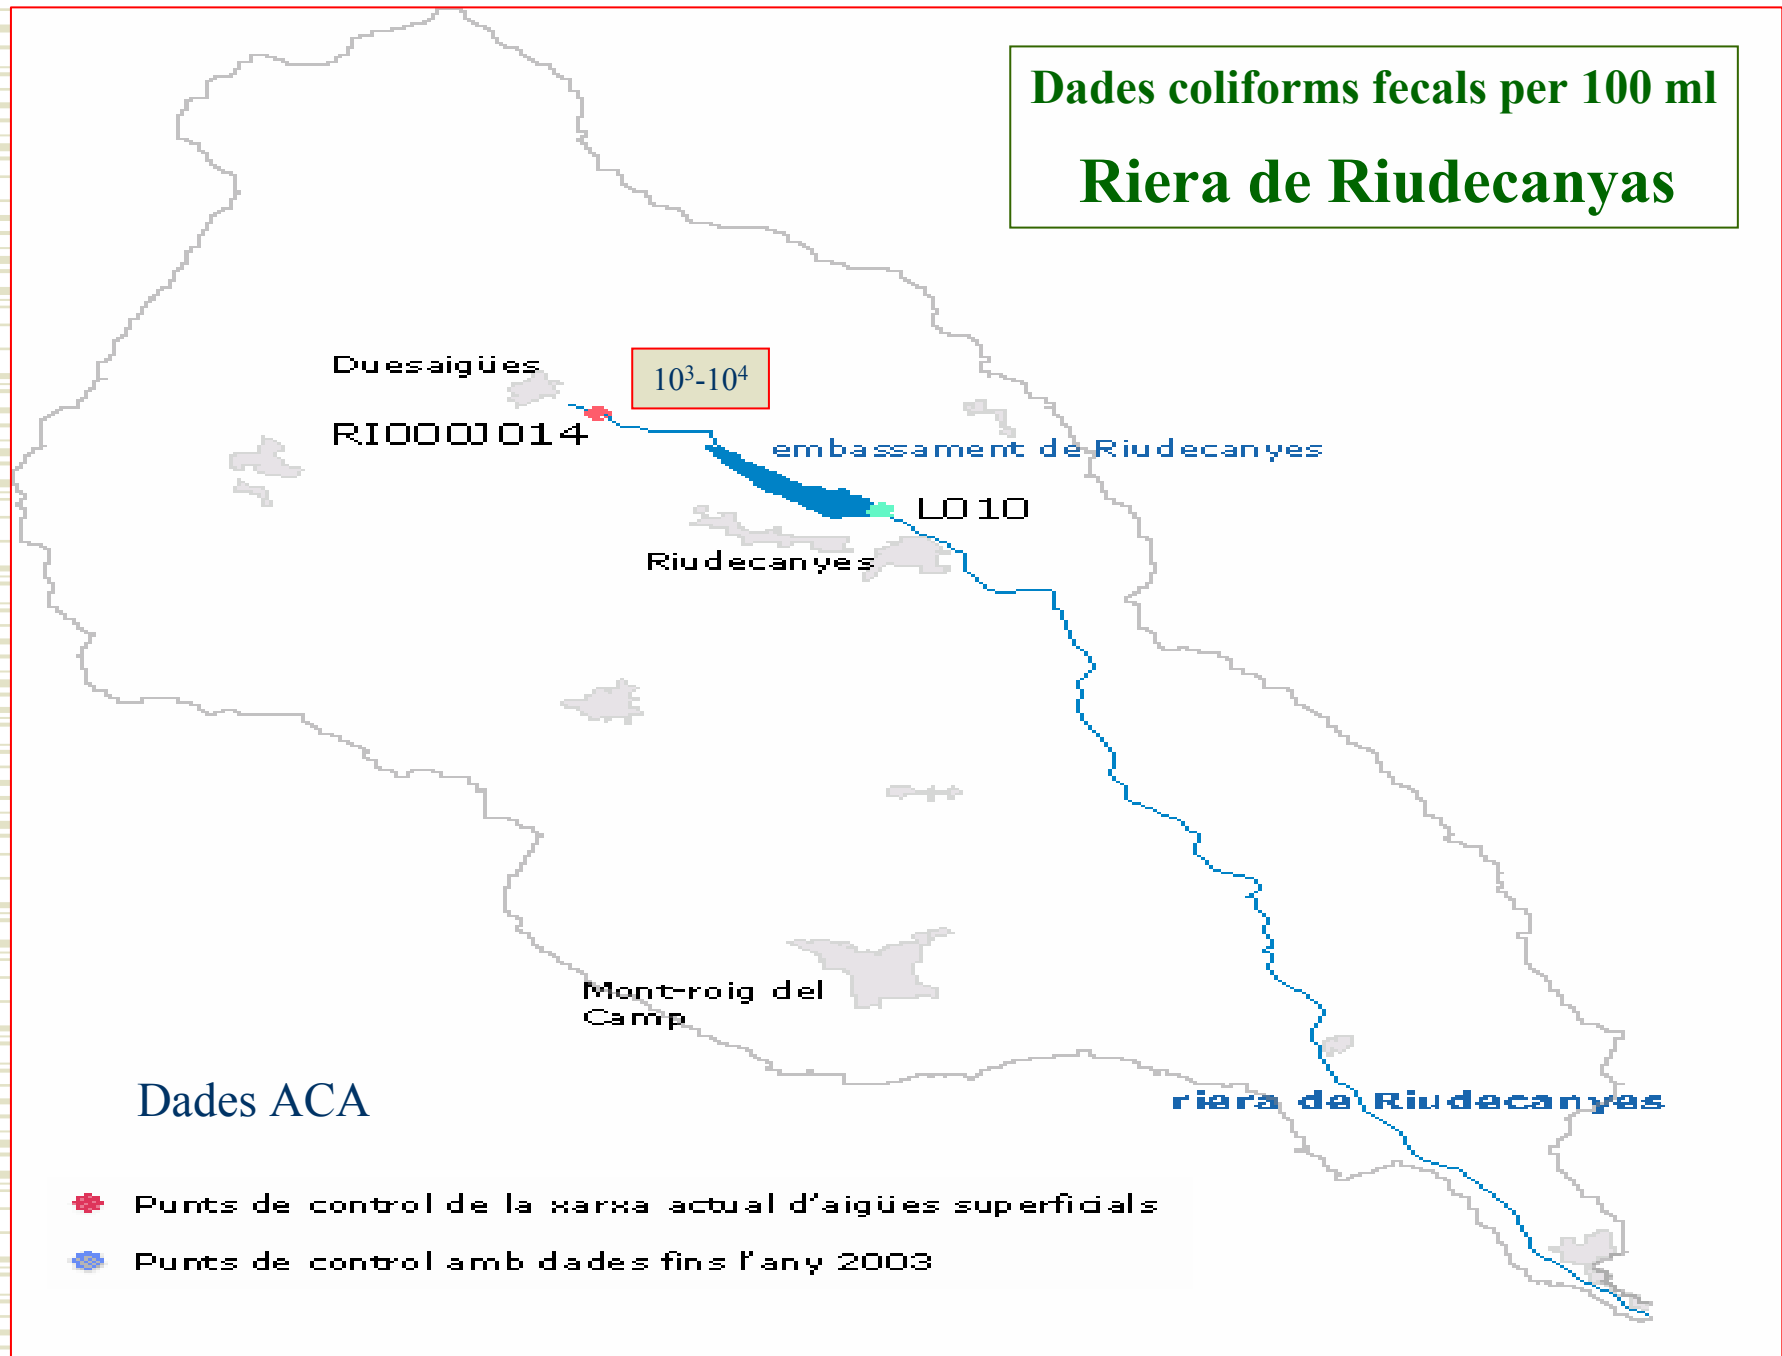 Dades coliforms fecals per 100 ml
Riera de Riudecanyas
Duesaigües
10³-10⁴
RI000J014
embassament de Riudecanyes
L010
Riudecanyes
Mont-roig del
Camp
Dades ACA
riera de Riudecanyes
Punts de control de la xarxa actual d'aigües superficials
Punts de control amb dades fins l'any 2003